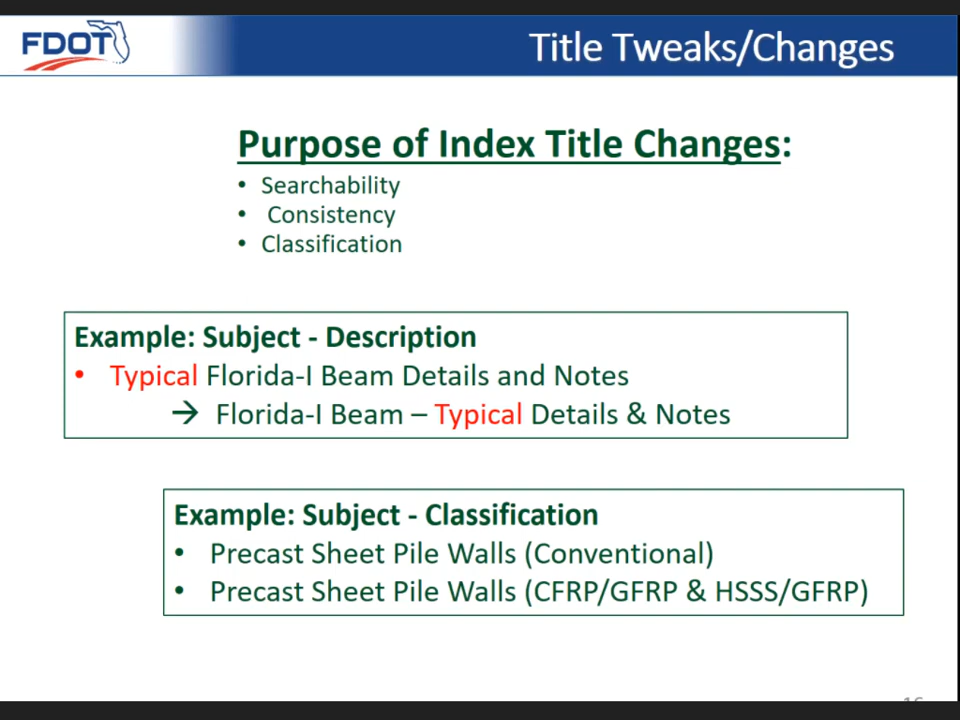 FDOT
Title Tweaks/Changes
Purpose of Index Title Changes:
• Searchability
• Consistency
• Classification
Example: Subject - Description
• Typical Florida-I Beam Details and Notes
→ Florida-I Beam – Typical Details & Notes
Example: Subject - Classification
• Precast Sheet Pile Walls (Conventional)
• Precast Sheet Pile Walls (CFRP/GFRP & HSSS/GFRP)